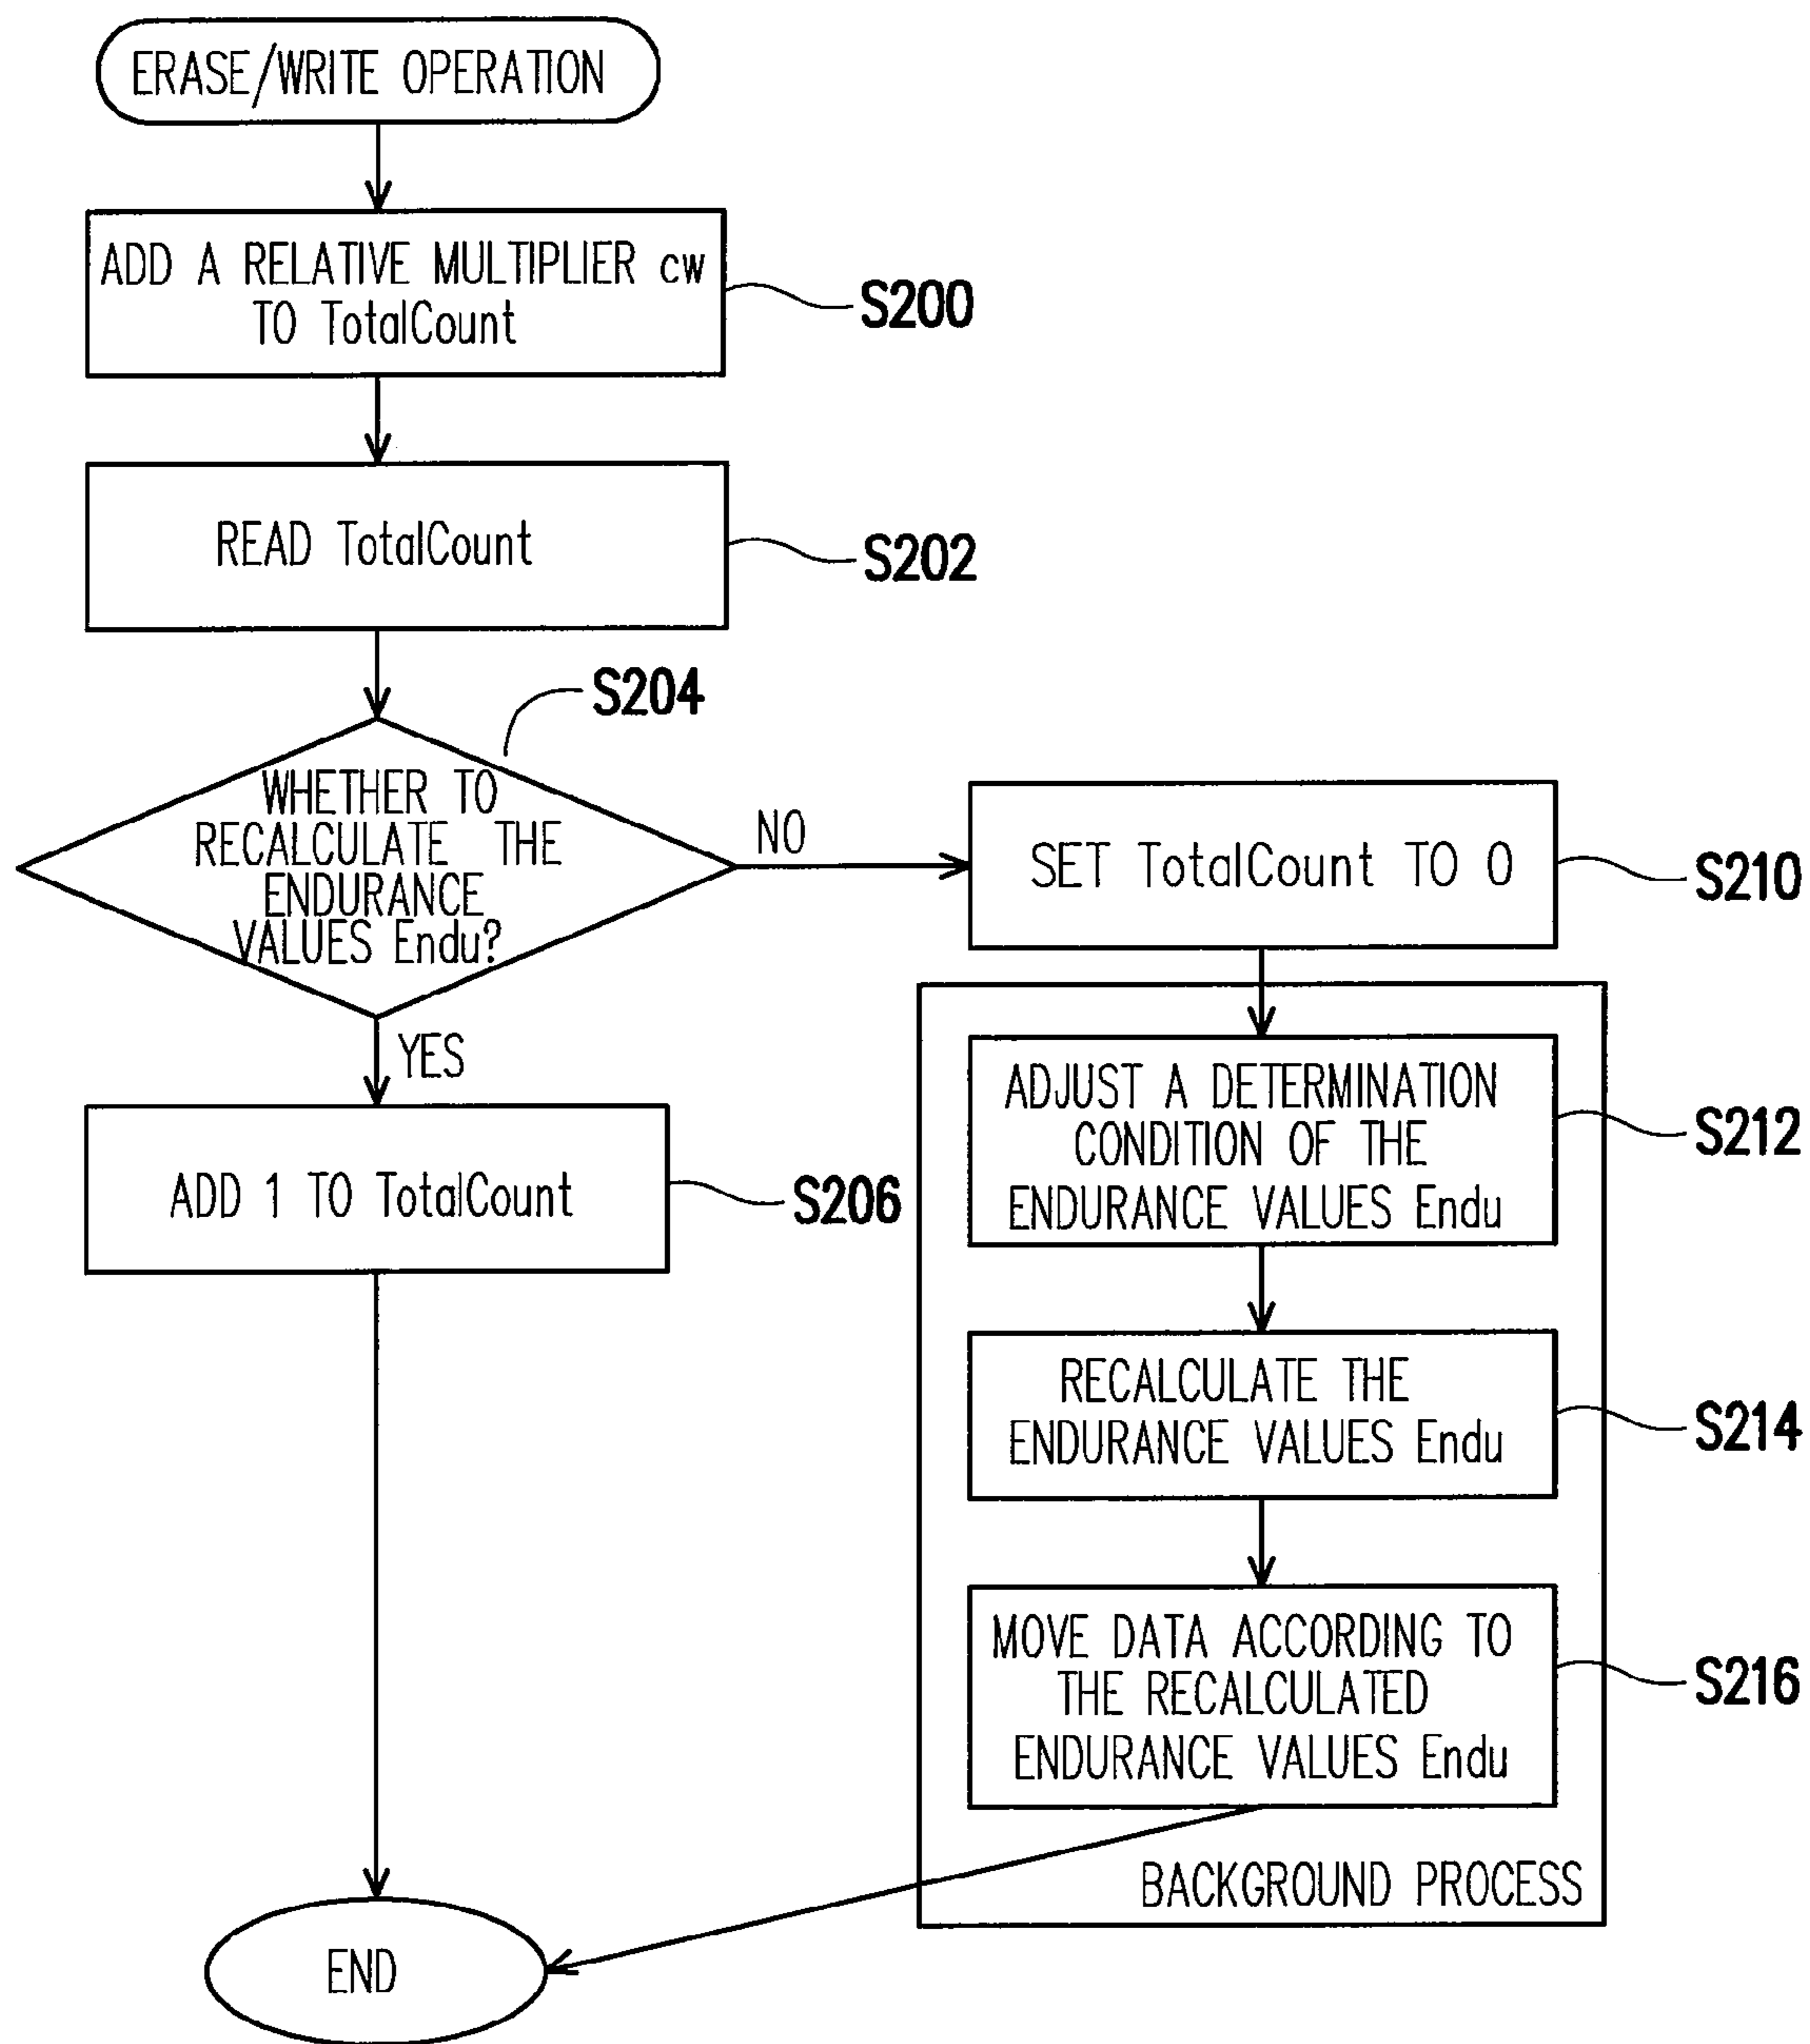 ERASE/WRITE OPERATION
ADD A RELATIVE MULTIPLIER cw
TO TotalCount
S200
READ TotalCount
S202
S204
WHETHER TO
RECALCULATE THE
ENDURANCE
VALUES Endu?
NO
SET TotalCount TO 0
S210
YES
ADD 1 TO TotalCount
S206
ADJUST A DETERMINATION
CONDITION OF THE
ENDURANCE VALUES Endu
S212
RECALCULATE THE
ENDURANCE VALUES Endu
S214
MOVE DATA ACCORDING TO
THE RECALCULATED
ENDURANCE VALUES Endu
S216
BACKGROUND PROCESS
END